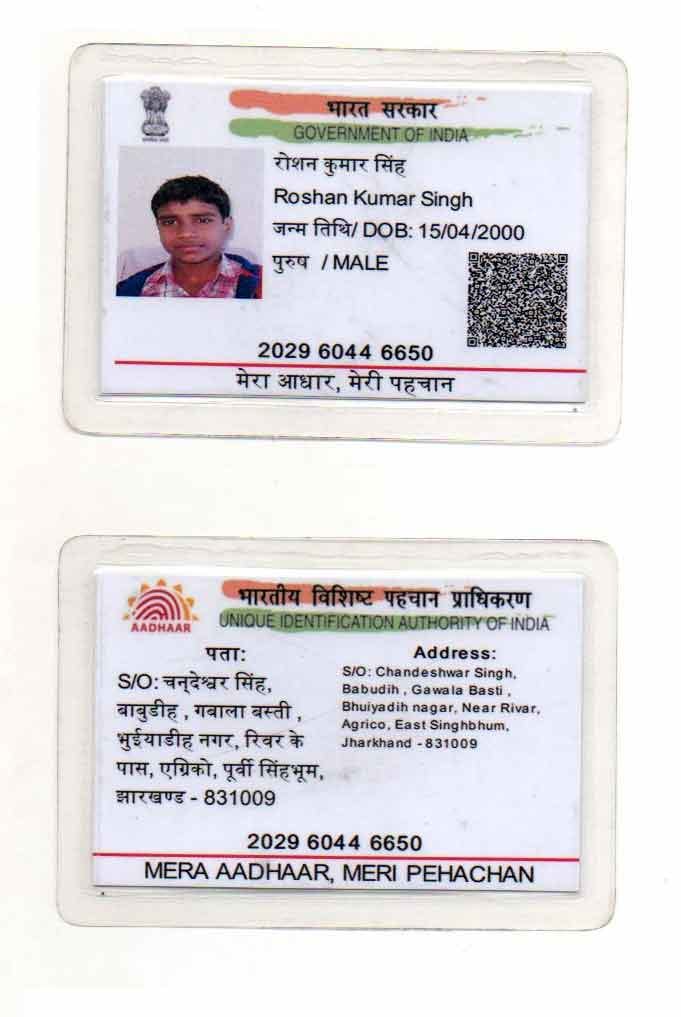 भारत सरकार
GOVERNMENT OF INDIA
रोशन कुमार सिंह
Roshan Kumar Singh
जन्म तिथि/ DOB: 15/04/2000
पुरुष / MALE
2029 6044 6650
मेरा आधार, मेरी पहचान
AADHAAR
भारतीय विशिष्ट पहचान प्राधिकरण
UNIQUE IDENTIFICATION AUTHORITY OF INDIA
पता:
S/O: चन्देश्वर सिंह,
बाबुडीह , गवाला बस्ती ,
भुईयाडीह नगर, रिवर के
पास, एग्रिको, पूर्वी सिंहभूम,
झारखण्ड - 831009
Address:
S/O: Chandeshwar Singh,
Babudih , Gawala Basti ,
Bhuiyadih nagar, Near Rivar,
Agrico, East Singhbhum,
Jharkhand - 831009
2029 6044 6650
MERA AADHAAR, MERI PEHACHAN